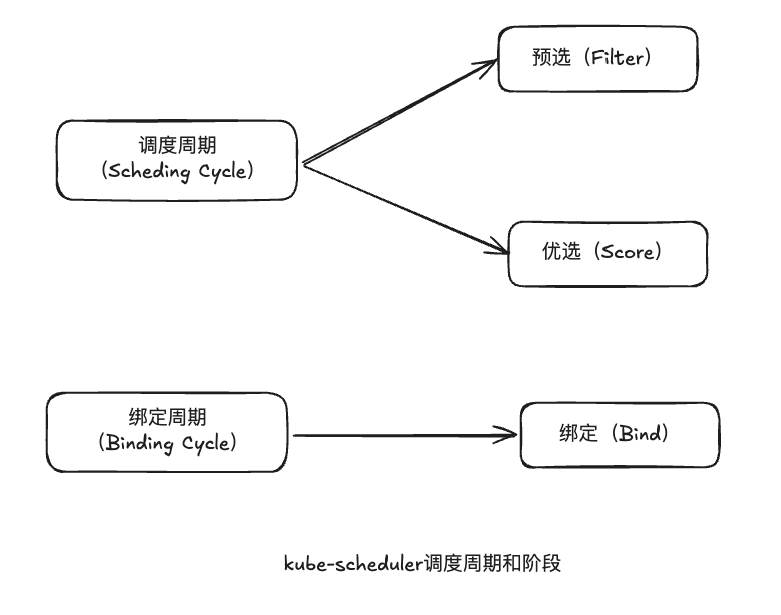 预选（Filter）
调度周期
（Scheding Cycle）
优选（Score）
绑定周期
（Binding Cycle）
绑定（Bind）
kube-scheduler调度周期和阶段